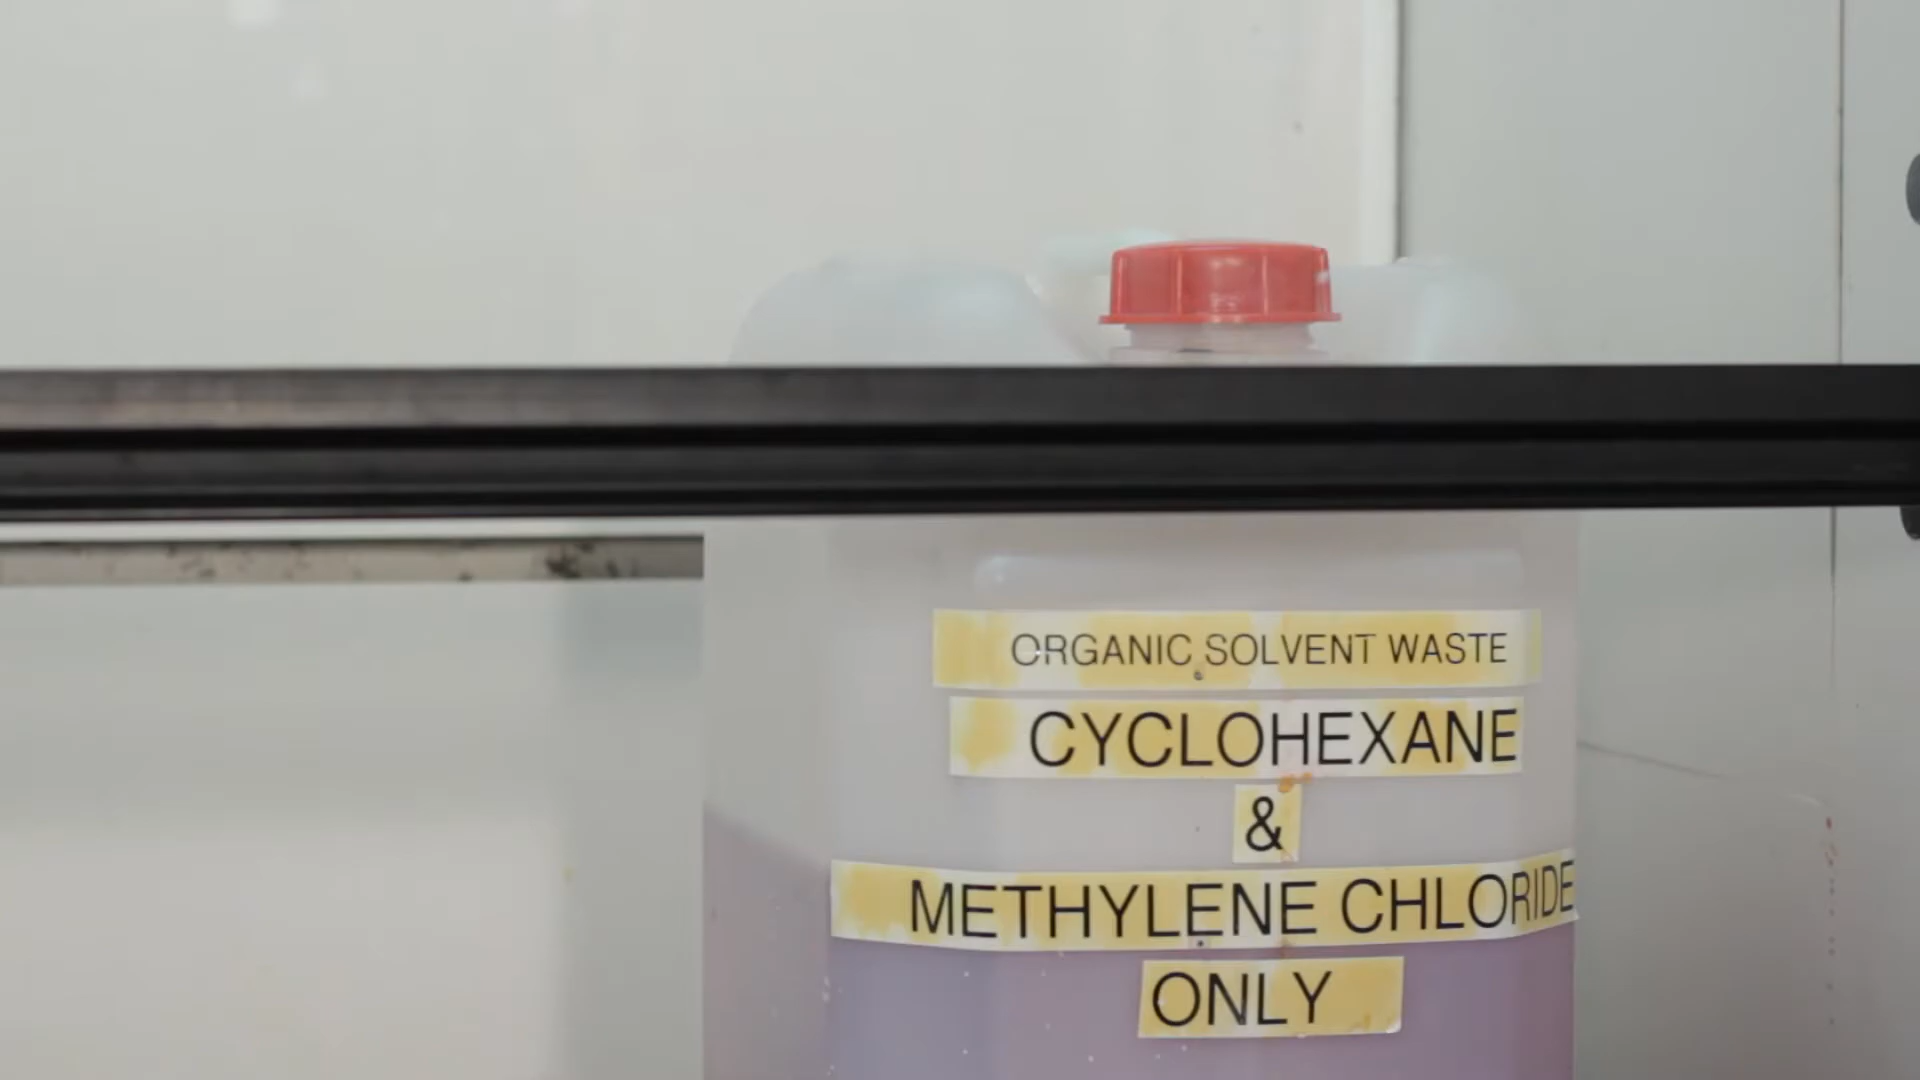 ORGANIC SOLVENT WASTE
CYCLOHEXANE
&
METHYLENE CHLORIDE
ONLY